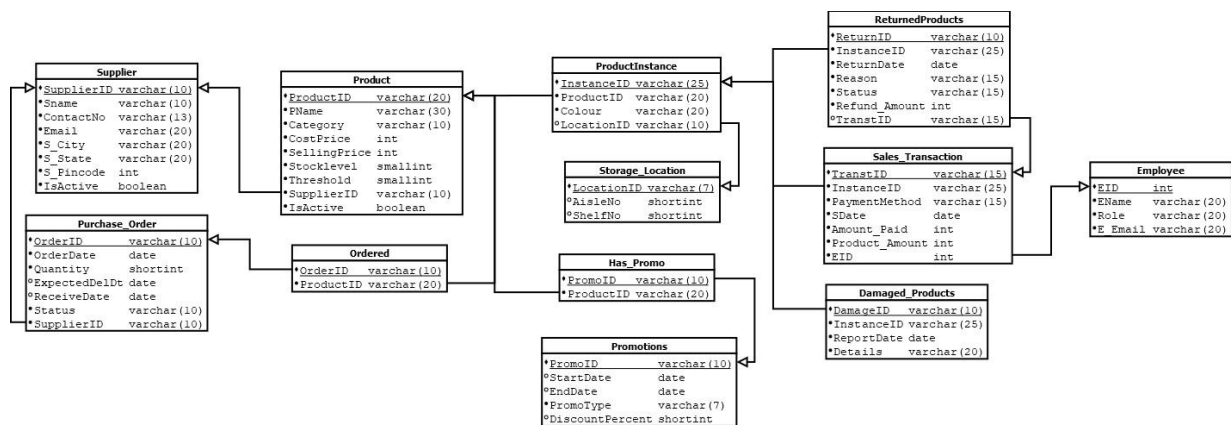 Supplier
SupplierID varchar(10)
Sname varchar(10)
ContactNo varchar(13)
Email varchar(20)
S_City varchar(20)
S_State varchar(20)
S_Pincode int
IsActive boolean
Purchase_Order
OrderID varchar(10)
OrderDate date
Quantity shortint
ExpectedDelDt date
ReceiveDate date
Status varchar(10)
SupplierID varchar(10)
Product
ProductID varchar(20)
PName varchar(30)
Category varchar(10)
CostPrice int
SellingPrice int
Stocklevel smallint
Threshold smallint
SupplierID varchar(10)
IsActive boolean
Ordered
OrderID varchar(10)
ProductID varchar(20)
ProductInstance
InstanceID varchar(25)
ProductID varchar(20)
Colour varchar(20)
LocationID varchar(10)
Storage_Location
LocationID varchar(7)
AisleNo shortint
ShelfNo shortint
Has_Promo
PromoID varchar(10)
ProductID varchar(20)
Promotions
PromoID varchar(10)
StartDate date
EndDate date
PromoType varchar(7)
DiscountPercent shortint
ReturnedProducts
ReturnID varchar(10)
InstanceID varchar(25)
ReturnDate date
Reason varchar(15)
Status varchar(15)
Refund_Amount int
TranstID varchar(15)
Sales_Transaction
TranstID varchar(15)
InstanceID varchar(25)
PaymentMethod varchar(15)
SDate date
Amount_Paid int
Product_Amount int
EID int
Damaged_Products
DamageID varchar(10)
InstanceID varchar(25)
ReportDate date
Details varchar(20)
Employee
EID int
EName varchar(20)
Role varchar(20)
E_Email varchar(20)